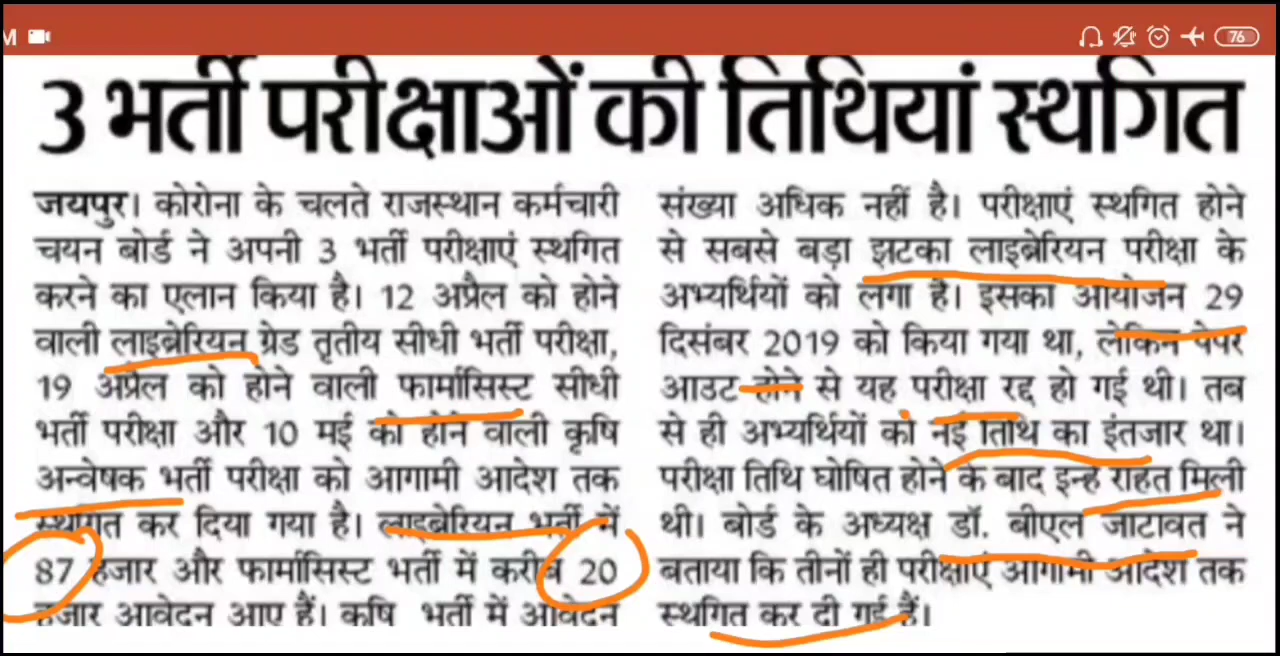 M
76
3 भर्ती परीक्षाओं की तिथियां स्थगित
जयपुर। कोरोना के चलते राजस्थान कर्मचारी
चयन बोर्ड ने अपनी 3 भर्ती परीक्षाएं स्थगित
करने का एलान किया है। 12 अप्रैल को होने
वाली लाइब्रेरियन ग्रेड तृतीय सीधी भर्ती परीक्षा,
19 अप्रैल को होने वाली फार्मासिस्ट सीधी
भर्ती परीक्षा और 10 मई को होने वाली कृषि
अन्वेषक भर्ती परीक्षा को आगामी आदेश तक
स्थगित कर दिया गया है। लाइब्रेरियन भर्ती में
87 हजार और फार्मासिस्ट भर्ती में करीब 20
हजार आवेदन आए हैं। कृषि भर्ती में आवेदन
संख्या अधिक नहीं है। परीक्षाएं स्थगित होने
से सबसे बड़ा झटका लाइब्रेरियन परीक्षा के
अभ्यर्थियों को लगा है। इसका आयोजन 29
दिसंबर 2019 को किया गया था, लेकिन पेपर
आउट होने से यह परीक्षा रद्द हो गई थी। तब
से ही अभ्यर्थियों को नई तिथि का इंतजार था।
परीक्षा तिथि घोषित होने के बाद इन्हें राहत मिली
थी। बोर्ड के अध्यक्ष डॉ. बीएल जाटावत ने
बताया कि तीनों ही परीक्षाएं आगामी आदेश तक
स्थगित कर दी गई हैं।